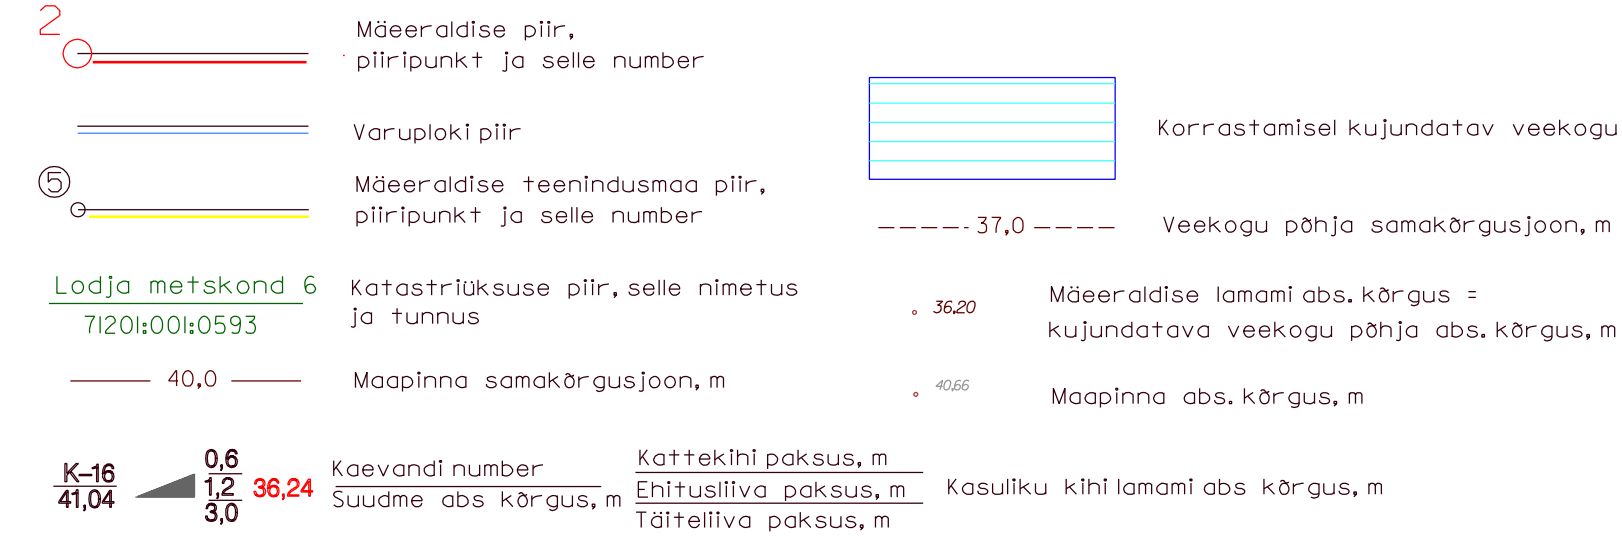 2
Mäeeraldise piir,
piiripunkt ja selle number
Varuploki piir
5
Mäeeraldise teenindusmaa piir,
piiripunkt ja selle number
Lodja metskond 6
71201:001:0593
Katastriüksuse piir, selle nimetus
ja tunnus
40,0
Maapinna samakõrgusjoon, m
Korrastamisel kujundatav veekogu
37,0
Veekogu põhja samakõrgusjoon, m
36,20
Mäeeraldise lamami abs. kõrgus =
kujundatava veekogu põhja abs. kõrgus, m
40,66
Maapinna abs. kõrgus, m
K-16
41,04
0,6
1,2
3,0
36,24
Kaevandi number
Suudme abs kõrgus, m
Kattekihi paksus, m
Ehitusliiva paksus, m
Täiteliiva paksus, m
Kasuliku kihi lamami abs kõrgus, m